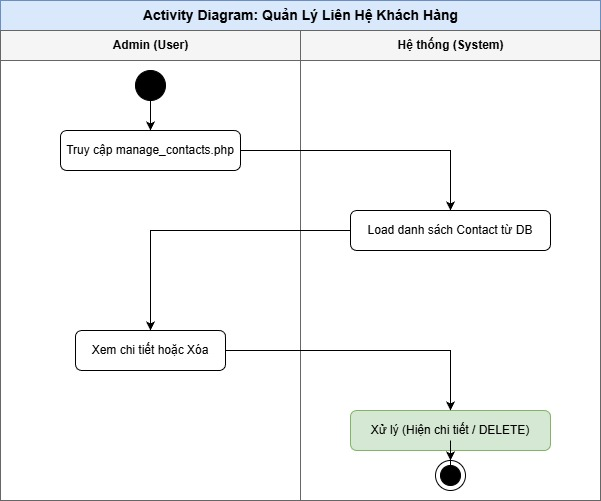 Activity Diagram: Quản Lý Liên Hệ Khách Hàng
Admin (User)
Hệ thống (System)
Truy cập manage_contacts.php
Load danh sách Contact từ DB
Xem chi tiết hoặc Xóa
Xử lý (Hiện chi tiết / DELETE)